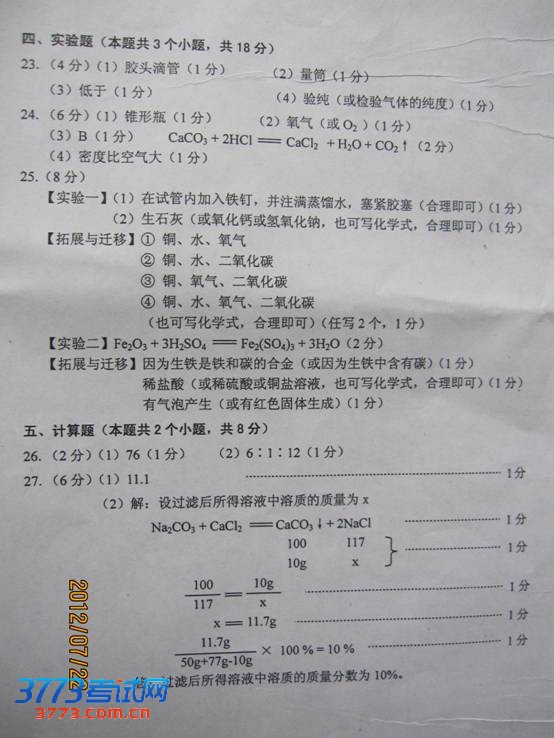 四、实验题（本题共 3 个小题，共 18 分）
23.（4 分）（1）胶头滴管（1 分） （2）量筒（1 分）
（3）低于（1 分） （4）验纯（或检验气体的纯度）（1 分）
24.（6 分）（1）锥形瓶（1 分） （2）氧气（或 O₂ ）（1 分）
（3）B（1 分） CaCO₃ + 2HCl ══ CaCl₂ + H₂O + CO₂↑（2 分）
（4）密度比空气大（1 分）
25.（8 分）
【实验一】（1）在试管内加入铁钉，并注满蒸馏水，塞紧胶塞（合理即可）（1 分）
（2）生石灰（或氧化钙或氢氧化钠，也可写化学式，合理即可）（1 分）
【拓展与迁移】① 铜、水、氧气
② 铜、水、二氧化碳
③ 铜、氧气、二氧化碳
④ 铜、水、氧气、二氧化碳
（也可写化学式，合理即可）（任写 2 个，1 分）
【实验二】Fe₂O₃ + 3H₂SO₄ ══ Fe₂(SO₄)₃ + 3H₂O（2 分）
【拓展与迁移】因为生铁是铁和碳的合金（或因为生铁中含有碳）（1 分）
稀盐酸（或稀硫酸或铜盐溶液，也可写化学式，合理即可）（1 分）
有气泡产生（或有红色固体生成）（1 分）
五、计算题（本题共 2 个小题，共 8 分）
26.（2 分）（1）76（1 分） （2）6∶1∶12（1 分）
27.（6 分）（1）11.1 1 分
（2）解：设过滤后所得溶液中溶质的质量为 x
Na₂CO₃ + CaCl₂ ══ CaCO₃↓ + 2NaCl 1 分
100 117
10g x 1 分
100/117 ══ 10g/x 1 分
x ══ 11.7g 1 分
11.7g/(50g+77g-10g) × 100 % = 10 % 1 分
过滤后所得溶液中溶质的质量分数为 10%。
2012/07/22
3773考试网
3773.com.cn